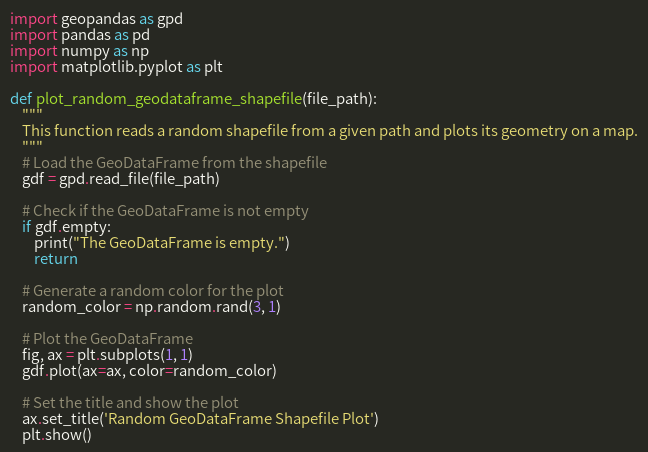 import geopandas as gpd
import pandas as pd
import numpy as np
import matplotlib.pyplot as plt

def plot_random_geodataframe_shapefile(file_path):
    """
    This function reads a random shapefile from a given path and plots its geometry on a map.
    """
    # Load the GeoDataFrame from the shapefile
    gdf = gpd.read_file(file_path)

    # Check if the GeoDataFrame is not empty
    if gdf.empty:
        print("The GeoDataFrame is empty.")
        return

    # Generate a random color for the plot
    random_color = np.random.rand(3, 1)

    # Plot the GeoDataFrame
    fig, ax = plt.subplots(1, 1)
    gdf.plot(ax=ax, color=random_color)

    # Set the title and show the plot
    ax.set_title('Random GeoDataFrame Shapefile Plot')
    plt.show()